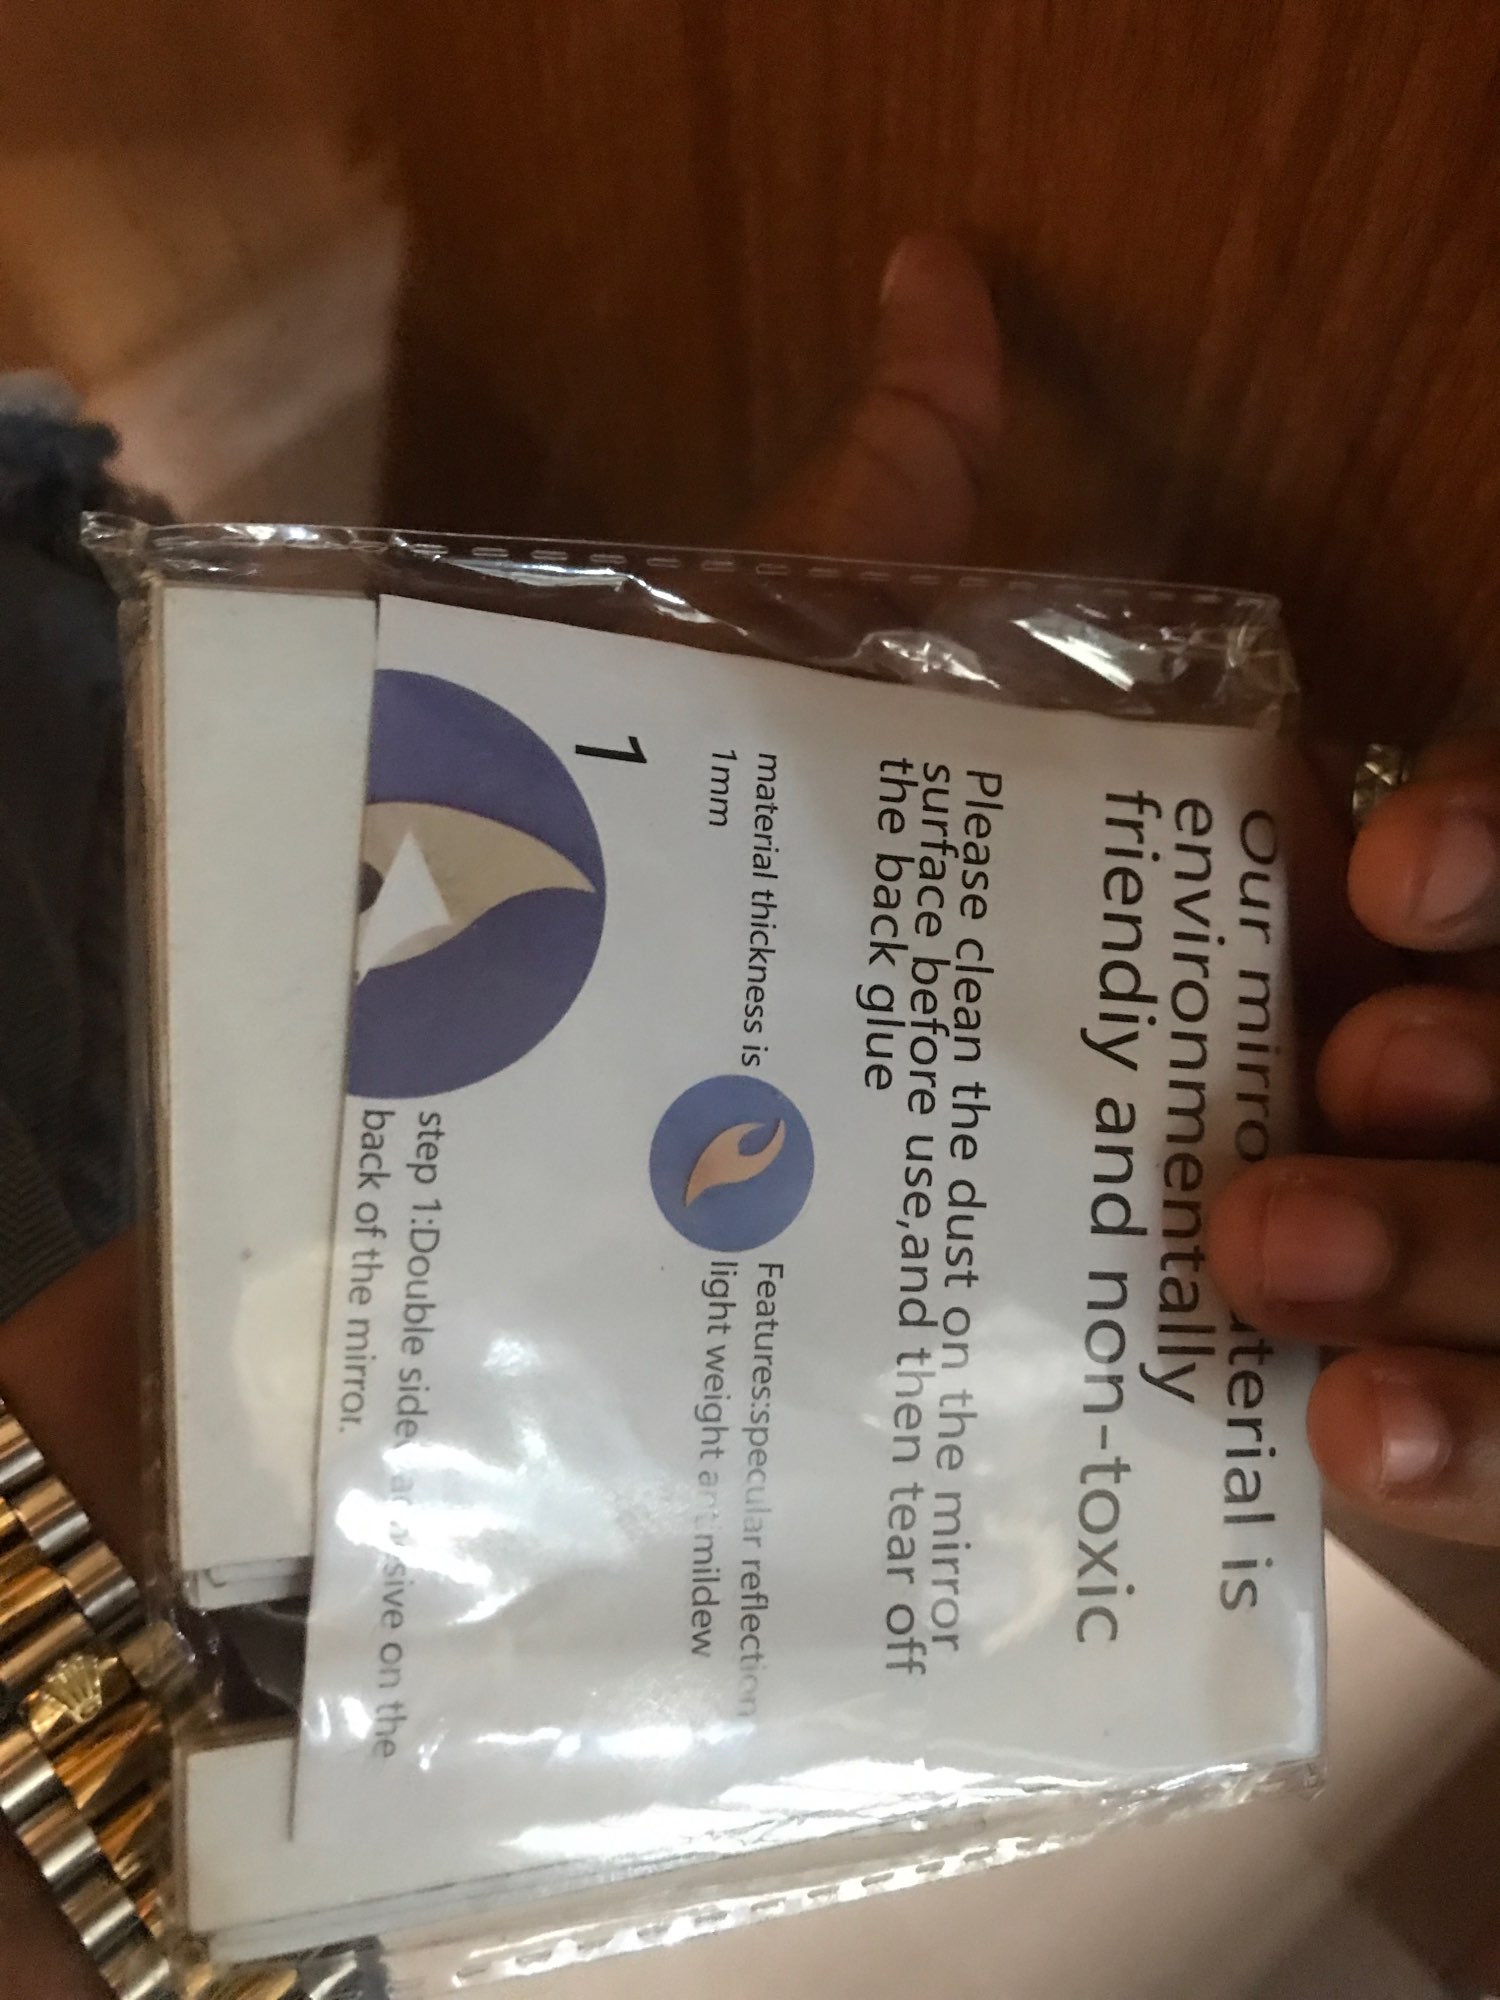 Our mirro terial is
environmentally
friendiy and non-toxic
Please clean the dust on the mirror
surface before use,and then tear off
the back glue
material thickness is
1mm
Features:specular reflection
light weight anti mildew
1
step 1:Double side on the
back of the mirror.